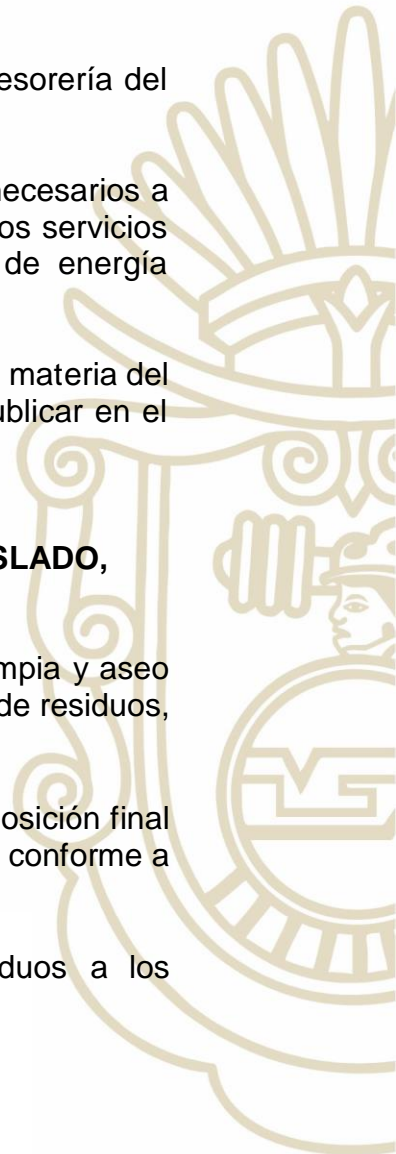 esorería del
necesarios a
os servicios
de energía
materia del
ublicar en el
SLADO,
mpia y aseo
de residuos,
osición final
conforme a
duos a los